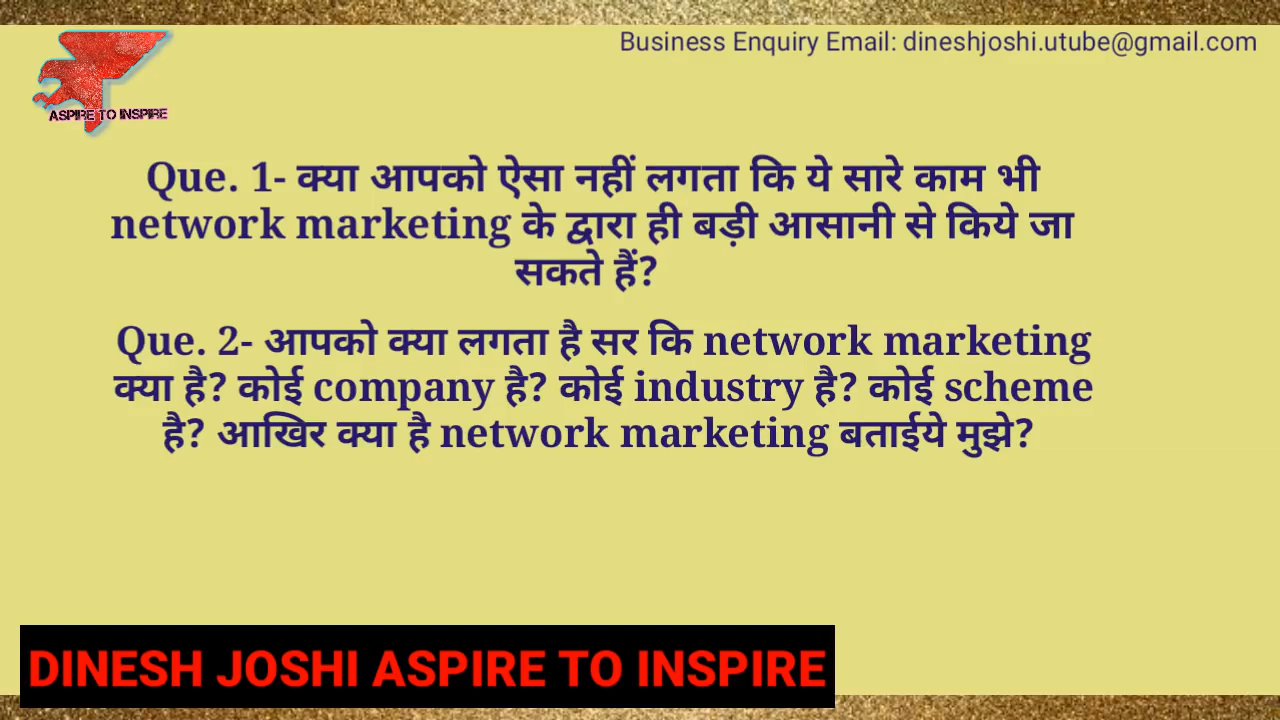 Business Enquiry Email: dineshjoshi.utube@gmail.com
ASPIRE TO INSPIRE
Que. 1- क्या आपको ऐसा नहीं लगता कि ये सारे काम भी
network marketing के द्वारा ही बड़ी आसानी से किये जा
सकते हैं?
Que. 2- आपको क्या लगता है सर कि network marketing
क्या है? कोई company है? कोई industry है? कोई scheme
है? आखिर क्या है network marketing बताईये मुझे?
DINESH JOSHI ASPIRE TO INSPIRE